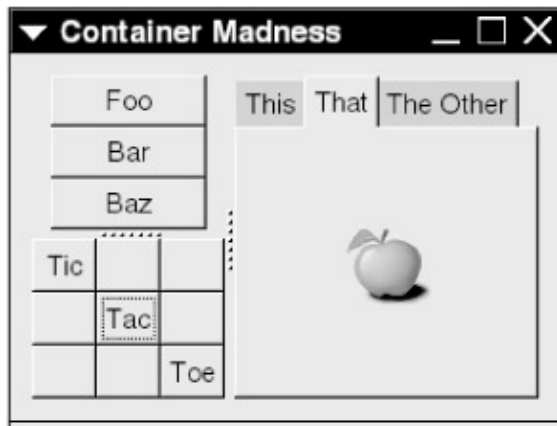 Container Madness
Foo
Bar
Baz
This That The Other
Tic
Tac
Toe